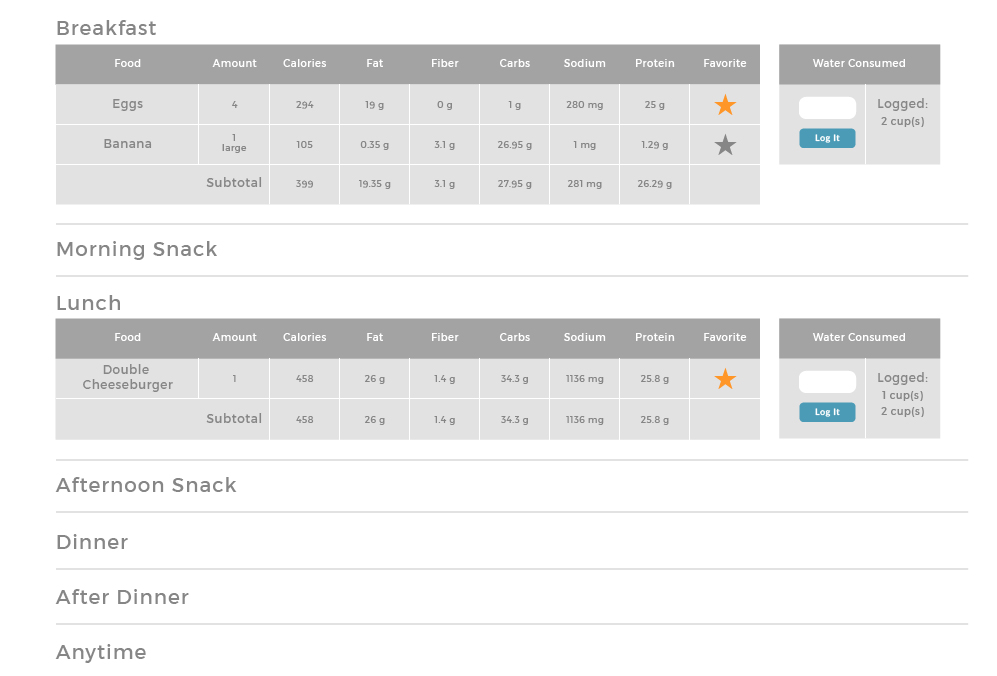 Breakfast
Food Amount Calories Fat Fiber Carbs Sodium Protein Favorite Water Consumed
Eggs 4 294 19 g 0 g 1 g 280 mg 25 g Logged:
2 cup(s)
Log It
Banana 1 large 105 0.35 g 3.1 g 26.95 g 1 mg 1.29 g
Subtotal 399 19.35 g 3.1 g 27.95 g 281 mg 26.29 g
Morning Snack
Lunch
Food Amount Calories Fat Fiber Carbs Sodium Protein Favorite Water Consumed
Double Cheeseburger 1 458 26 g 1.4 g 34.3 g 1136 mg 25.8 g Logged:
1 cup(s)
Log It 2 cup(s)
Subtotal 458 26 g 1.4 g 34.3 g 1136 mg 25.8 g
Afternoon Snack
Dinner
After Dinner
Anytime